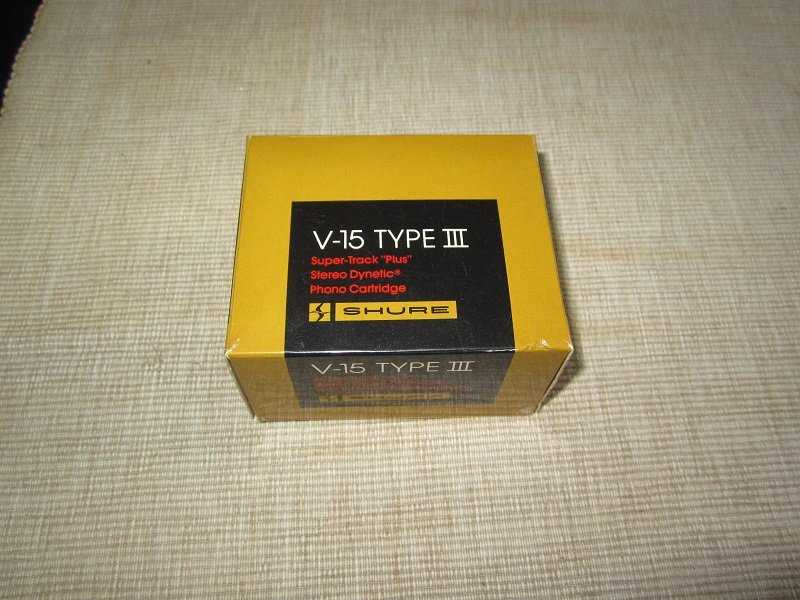 V-15 TYPE III
Super-Track "Plus"
Stereo Dynetic®
Phono Cartridge
SHURE
V-15 TYPE III